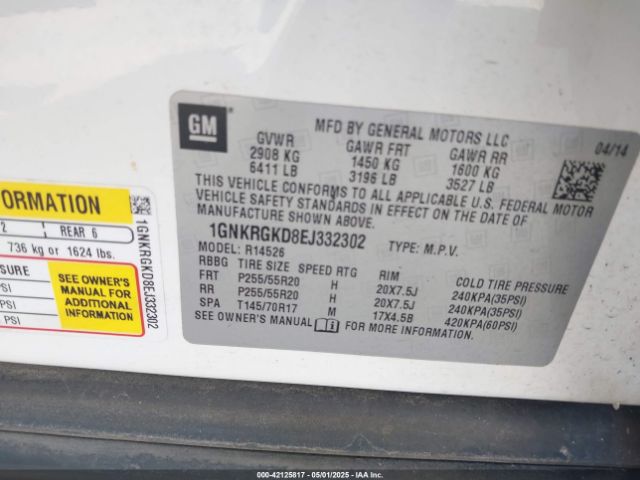 GM
MFD BY GENERAL MOTORS LLC
04/14
GVWR GAWR FRT GAWR RR
2908 KG 1450 KG 1600 KG
6411 LB 3196 LB 3527 LB
THIS VEHICLE CONFORMS TO ALL APPLICABLE U.S. FEDERAL MOTOR
VEHICLE SAFETY STANDARDS IN EFFECT ON THE DATE OF
MANUFACTURE SHOWN ABOVE.
1GNKRGKD8EJ332302 TYPE: M.P.V.
MODEL: R14526
RBBG TIRE SIZE SPEED RTG RIM COLD TIRE PRESSURE
FRT P255/55R20 H 20X7.5J 240KPA(35PSI)
RR P255/55R20 H 20X7.5J 240KPA(35PSI)
SPA T145/70R17 M 17X4.5B 420KPA(60PSI)
SEE OWNER'S MANUAL FOR MORE INFORMATION.
FORMATION
2 REAR 6
736 kg or 1624 lbs.
SSURE
PSI
PSI
PSI
SEE OWNER'S
MANUAL FOR
ADDITIONAL
INFORMATION
1GNKRGKD8EJ332302
000-42125817 - 05/01/2025 - COPYRIGHT IAA, LLC.